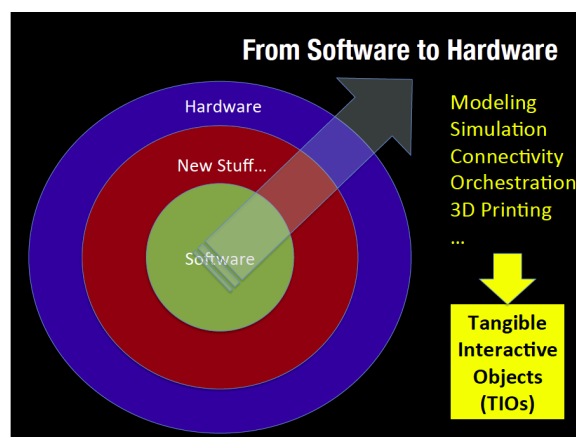 From Software to Hardware
Hardware
New Stuff...
Software
Modeling
Simulation
Connectivity
Orchestration
3D Printing
...
Tangible
Interactive
Objects
(TIOs)